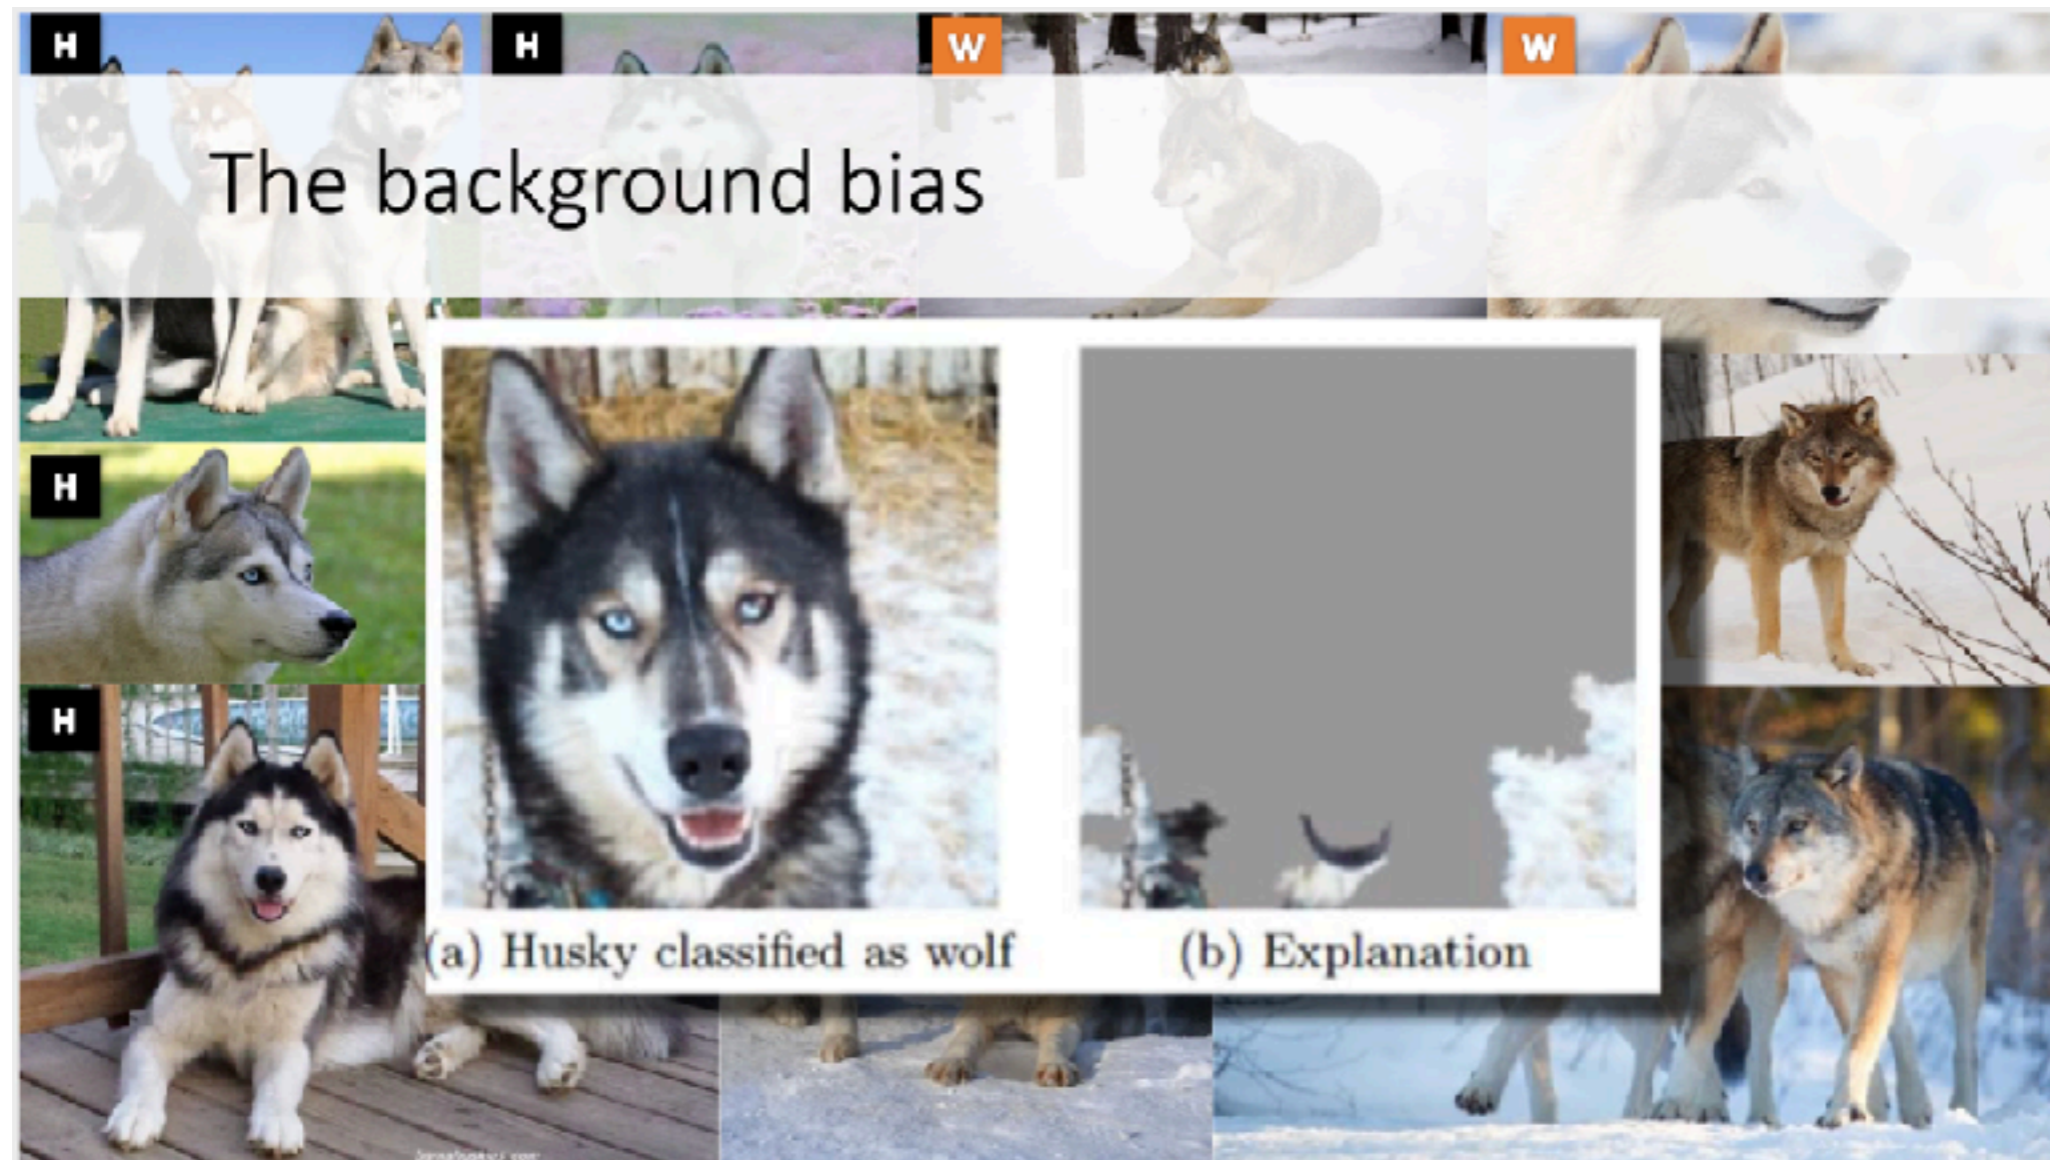 H
H
W
W
The background bias
H
H
(a) Husky classified as wolf
(b) Explanation